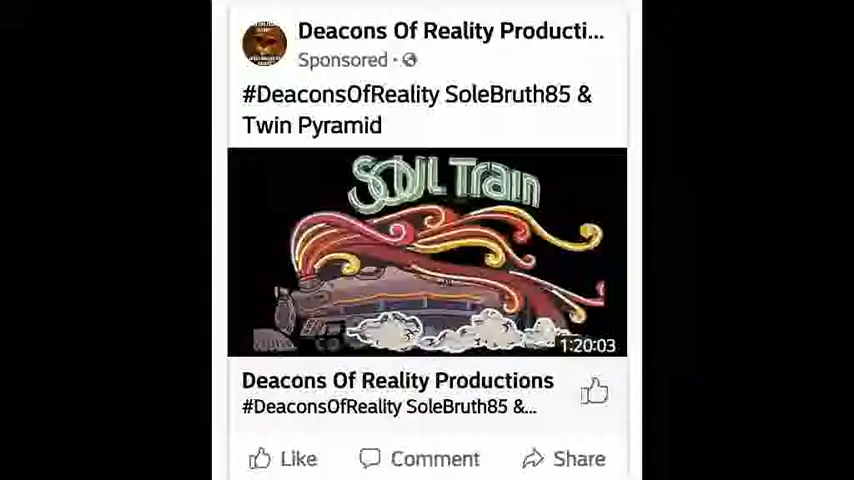 Deacons Of Reality Producti...
Sponsored ·
#DeaconsOfReality SoleBruth85 &
Twin Pyramid
SOUL Train
1:20:03
Deacons Of Reality Productions
#DeaconsOfReality SoleBruth85 &...
Like Comment Share